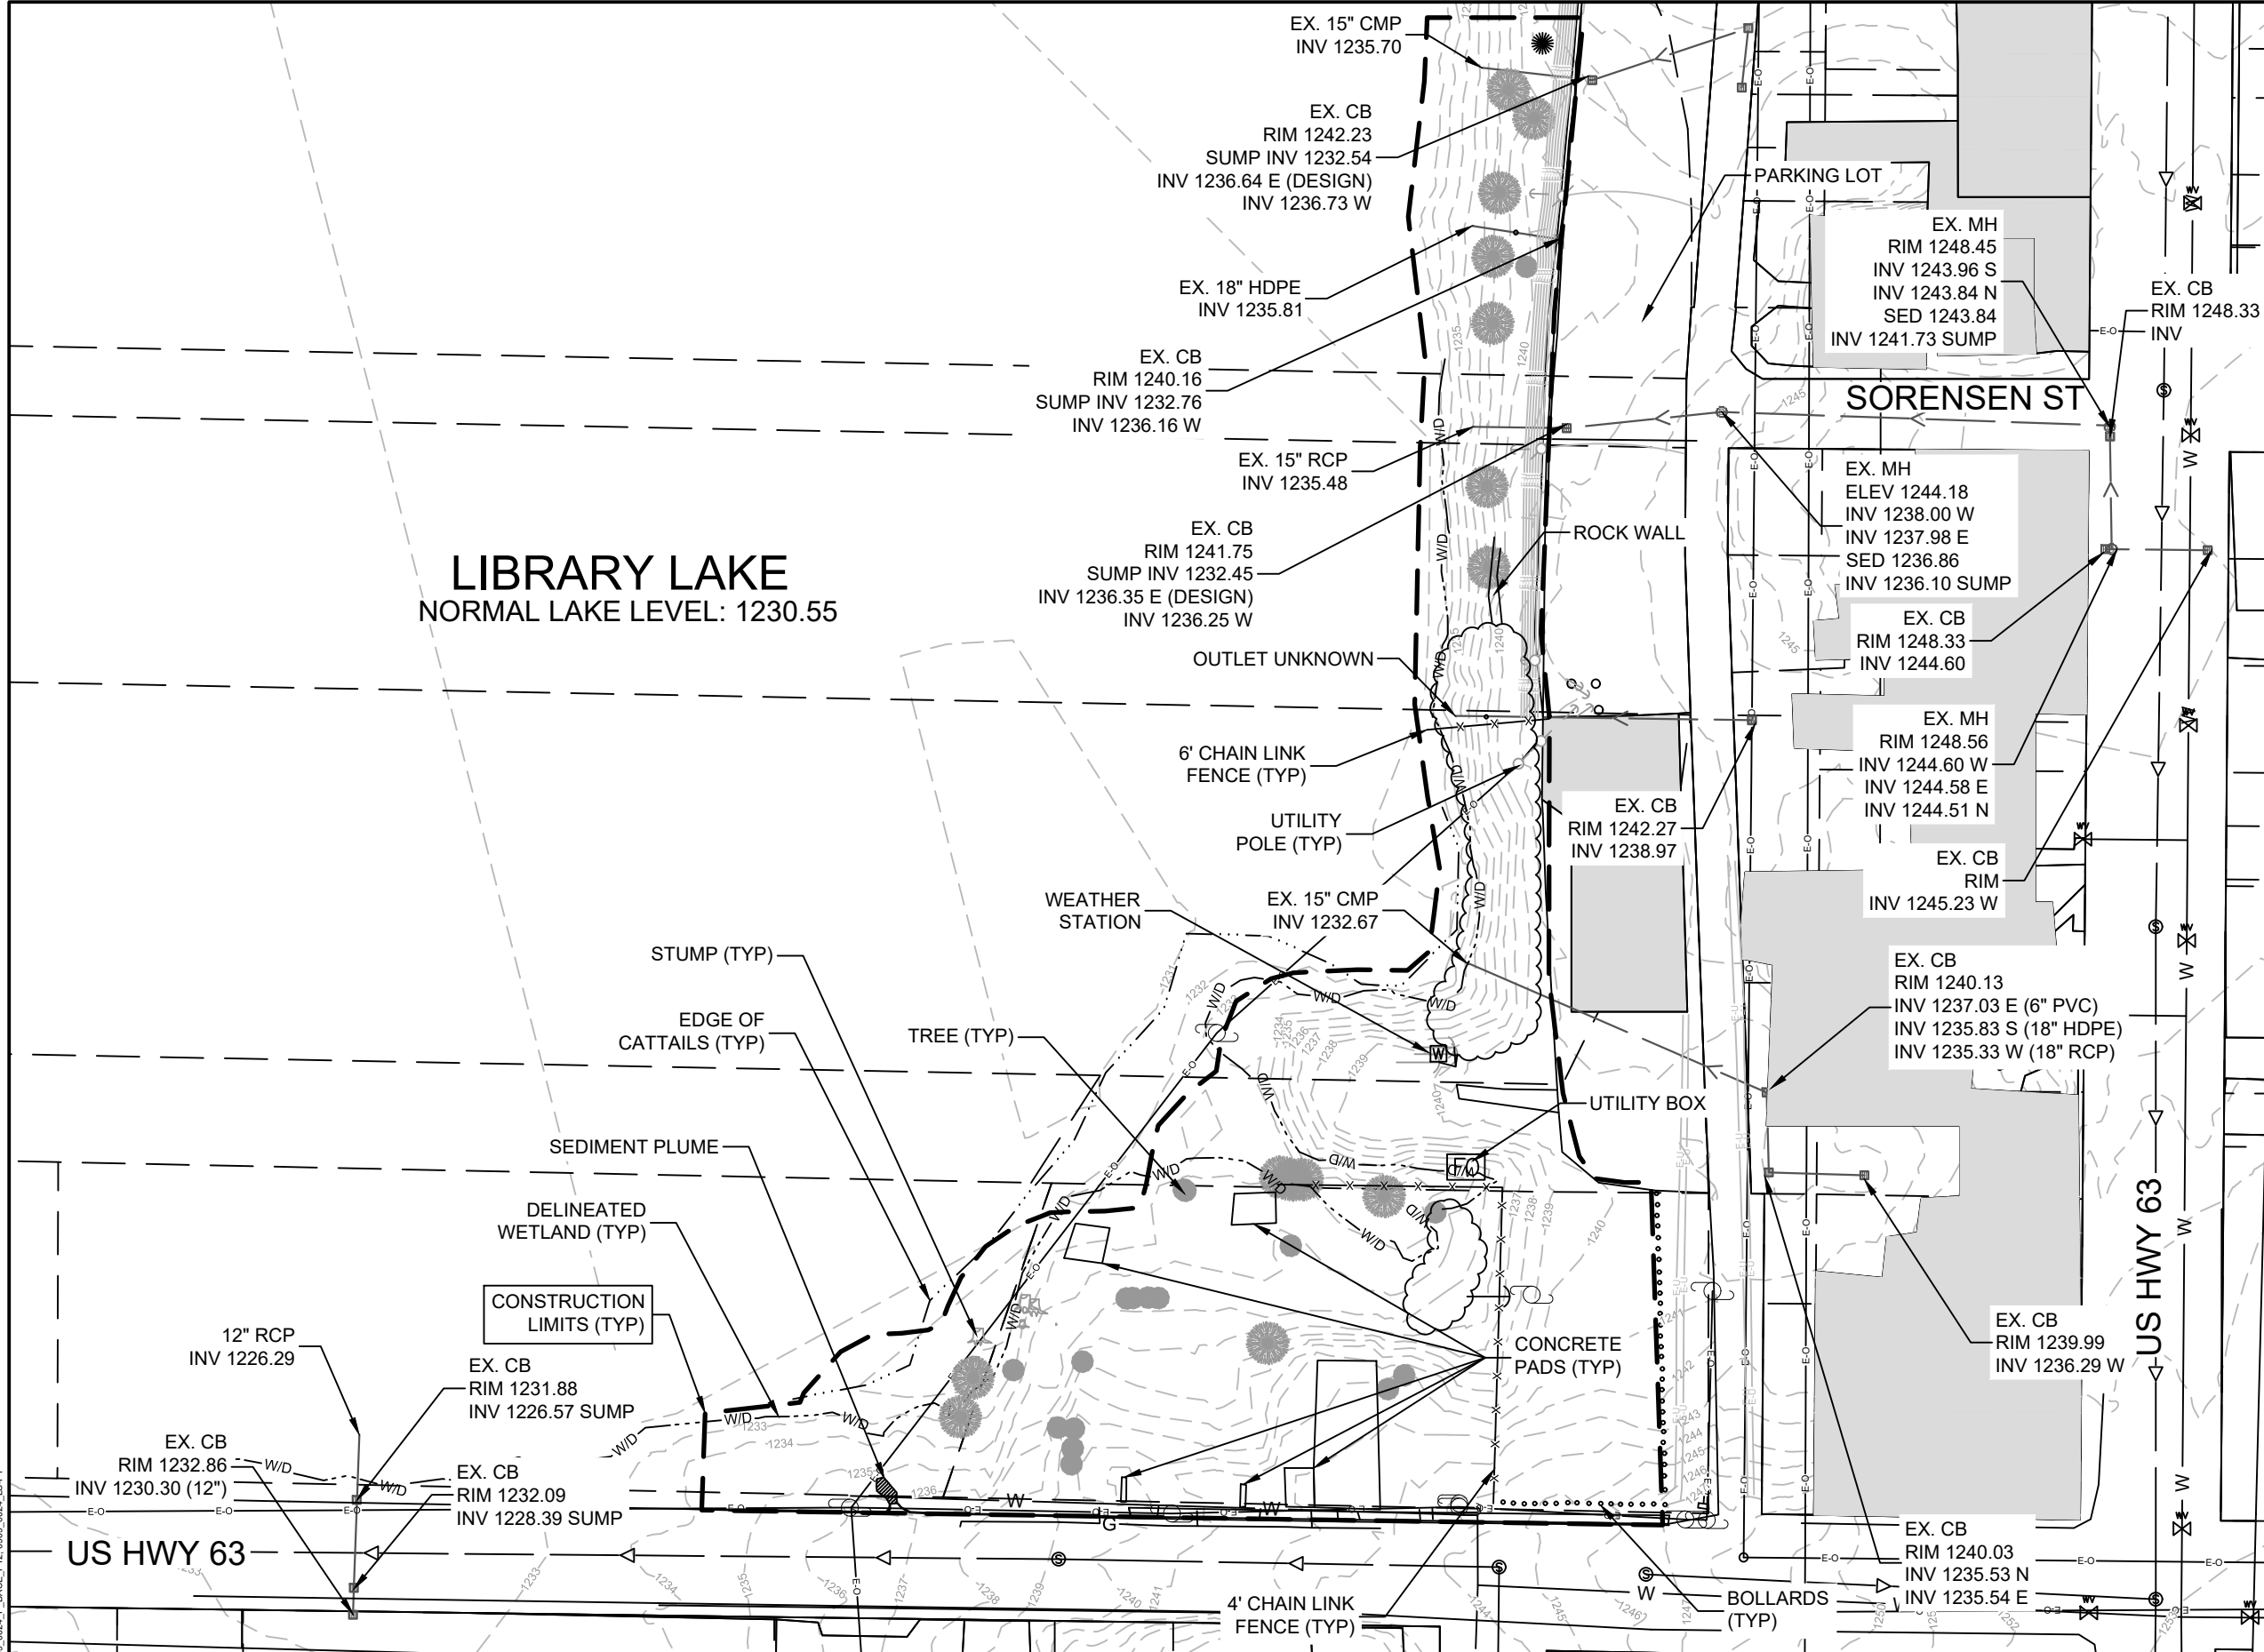 EX. 15" CMP
INV 1235.70
EX. CB
RIM 1242.23
SUMP INV 1232.54
INV 1236.64 E (DESIGN)
INV 1236.73 W
PARKING LOT
EX. MH
RIM 1248.45
INV 1243.96 S
INV 1243.84 N
SED 1243.84
INV 1241.73 SUMP
EX. CB
RIM 1248.33
INV
EX. 18" HDPE
INV 1235.81
EX. CB
RIM 1240.16
SUMP INV 1232.76
INV 1236.16 W
SORENSEN ST
EX. 15" RCP
INV 1235.48
EX. MH
ELEV 1244.18
INV 1238.00 W
INV 1237.98 E
SED 1236.86
INV 1236.10 SUMP
EX. CB
RIM 1241.75
SUMP INV 1232.45
INV 1236.35 E (DESIGN)
INV 1236.25 W
ROCK WALL
LIBRARY LAKE
NORMAL LAKE LEVEL: 1230.55
EX. CB
RIM 1248.33
INV 1244.60
OUTLET UNKNOWN
EX. MH
RIM 1248.56
INV 1244.60 W
INV 1244.58 E
INV 1244.51 N
6' CHAIN LINK
FENCE (TYP)
EX. CB
RIM 1242.27
INV 1238.97
UTILITY
POLE (TYP)
EX. CB
RIM
INV 1245.23 W
WEATHER
STATION
EX. 15" CMP
INV 1232.67
STUMP (TYP)
EX. CB
RIM 1240.13
INV 1237.03 E (6" PVC)
INV 1235.83 S (18" HDPE)
INV 1235.33 W (18" RCP)
EDGE OF
CATTAILS (TYP)
TREE (TYP)
UTILITY BOX
SEDIMENT PLUME
DELINEATED
WETLAND (TYP)
US HWY 63
CONSTRUCTION
LIMITS (TYP)
12" RCP
INV 1226.29
EX. CB
RIM 1231.88
INV 1226.57 SUMP
CONCRETE
PADS (TYP)
EX. CB
RIM 1239.99
INV 1236.29 W
EX. CB
RIM 1232.86
INV 1230.30 (12")
EX. CB
RIM 1232.09
INV 1228.39 SUMP
US HWY 63
EX. CB
RIM 1240.03
INV 1235.53 N
INV 1235.54 E
4' CHAIN LINK
FENCE (TYP)
BOLLARDS
(TYP)